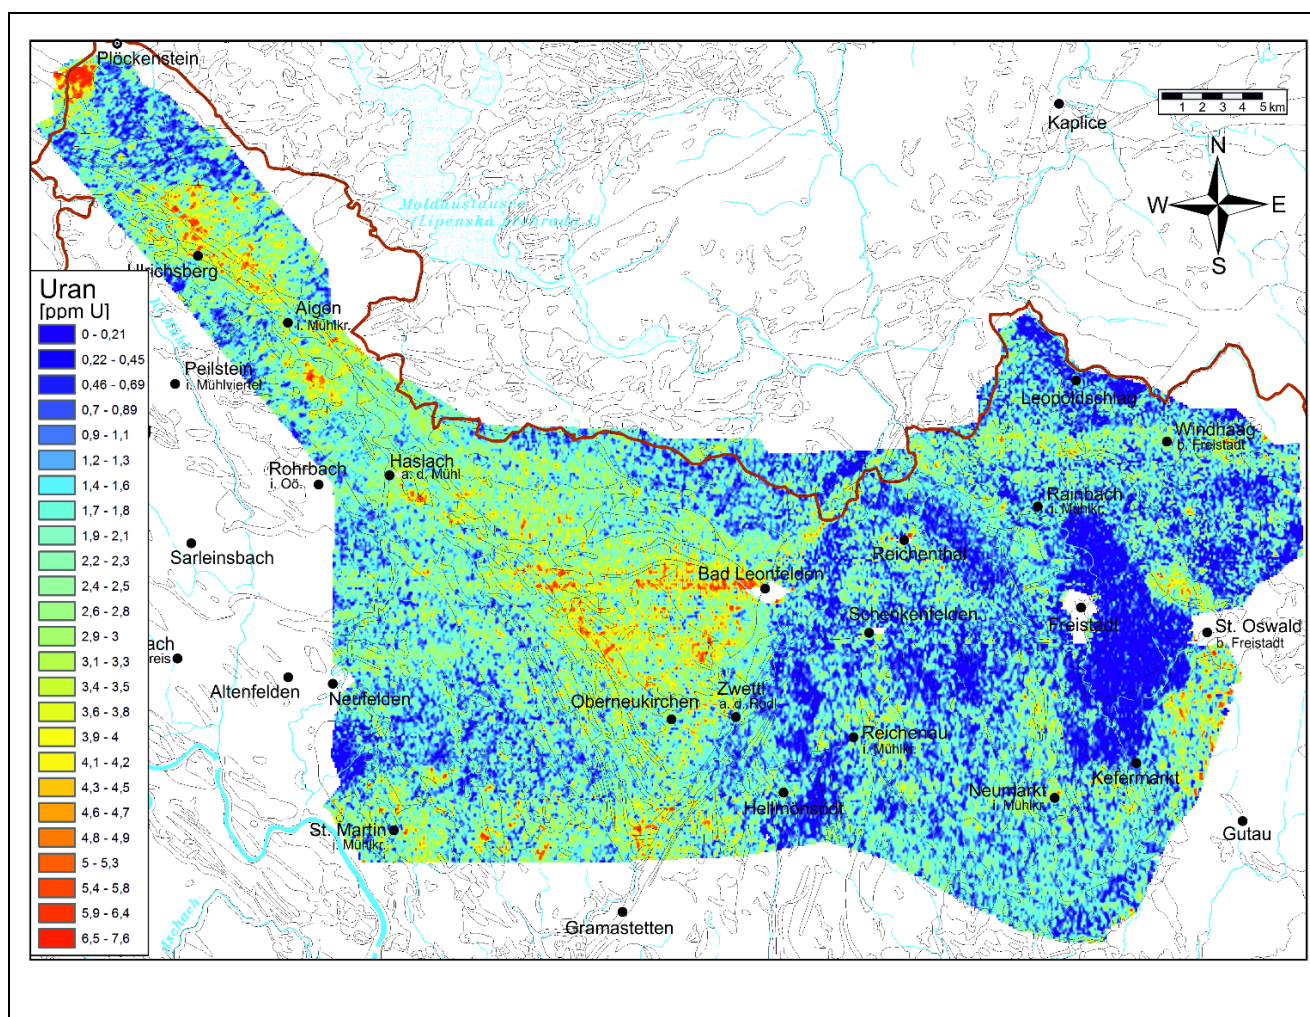 Plöckenstein
Kaplice
1 2 3 4 5 km
N
W E
S
Moldaustausee
(Lipenská přehrada)
Ulrichsberg
Aigen
i. Mühlkr.
Peilstein
i. Mühlviertel
Leopoldschlag
Windhaag
b. Freistadt
Haslach
a. d. Mühl
Rohrbach
i. Oö.
Rainbach
i. Mühlkr.
Sarleinsbach
Reichenthal
Bad Leonfelden
Schenkenfelden
Freistadt
St. Oswald
b. Freistadt
ach
reis
Altenfelden
Neufelden
Oberneukirchen
Zwettl
a. d. Rodl
Reichenau
i. Mühlkr.
Kefermarkt
Neumarkt
i. Mühlkr.
Hellmonsödt
St. Martin
i. Mühlkr.
Gutau
Gramastetten
Aschach
Uran
[ppm U]
0 - 0,21
0,22 - 0,45
0,46 - 0,69
0,7 - 0,89
0,9 - 1,1
1,2 - 1,3
1,4 - 1,6
1,7 - 1,8
1,9 - 2,1
2,2 - 2,3
2,4 - 2,5
2,6 - 2,8
2,9 - 3
3,1 - 3,3
3,4 - 3,5
3,6 - 3,8
3,9 - 4
4,1 - 4,2
4,3 - 4,5
4,6 - 4,7
4,8 - 4,9
5 - 5,3
5,4 - 5,8
5,9 - 6,4
6,5 - 7,6